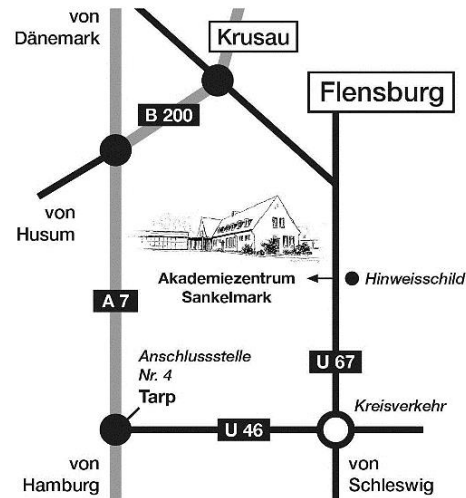 von
Dänemark
Krusau
Flensburg
B 200
von
Husum
Akademiezentrum
Sankelmark
Hinweisschild
A 7
Anschlussstelle
Nr. 4
Tarp
U 67
Kreisverkehr
U 46
von
Hamburg
von
Schleswig